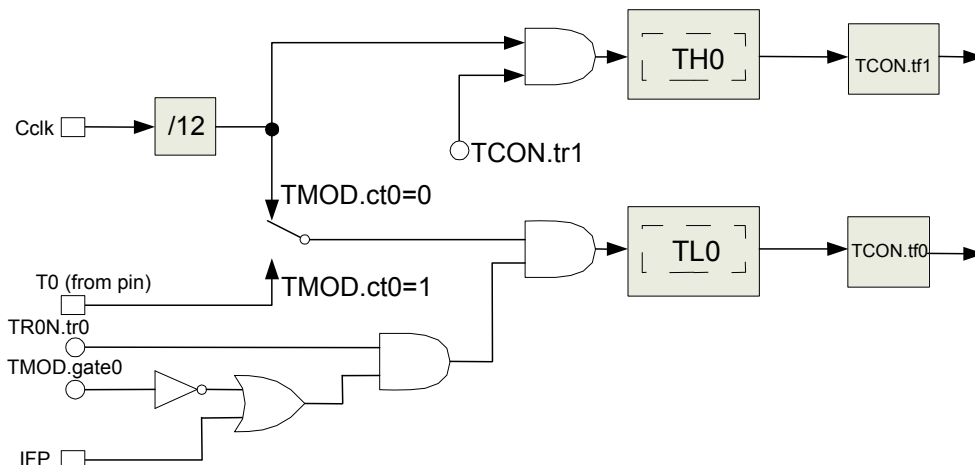 TH0
TCON.tf1
Cclk
/12
TCON.tr1
TMOD.ct0=0
TL0
TCON.tf0
T0 (from pin)
TMOD.ct0=1
TR0N.tr0
TMOD.gate0
IFP